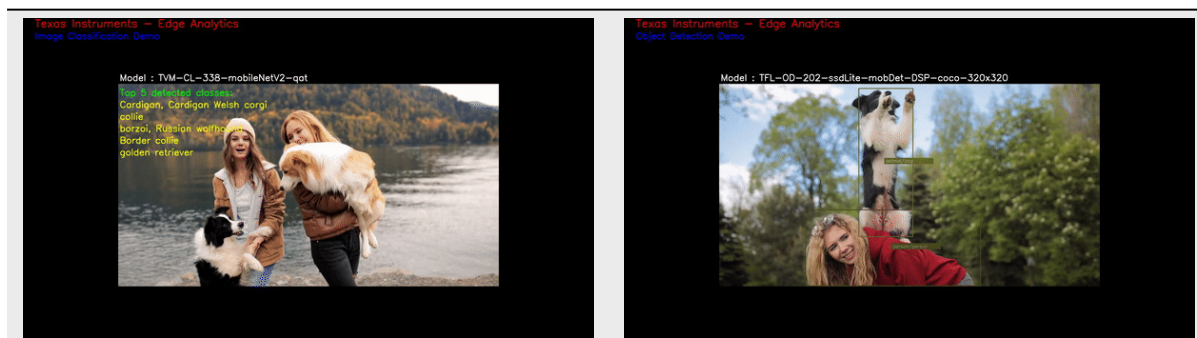 Texas Instruments - Edge Analytics
Image Classification Demo
Model : TVM-CL-338-mobileNetV2-qat
Top 5 detected classes:
Cardigan, Cardigan Welsh corgi
collie
borzoi, Russian wolfhound
Border collie
golden retriever
Texas Instruments - Edge Analytics
Object Detection Demo
Model : TFL-OD-202-ssdLite-mobDet-DSP-coco-320x320